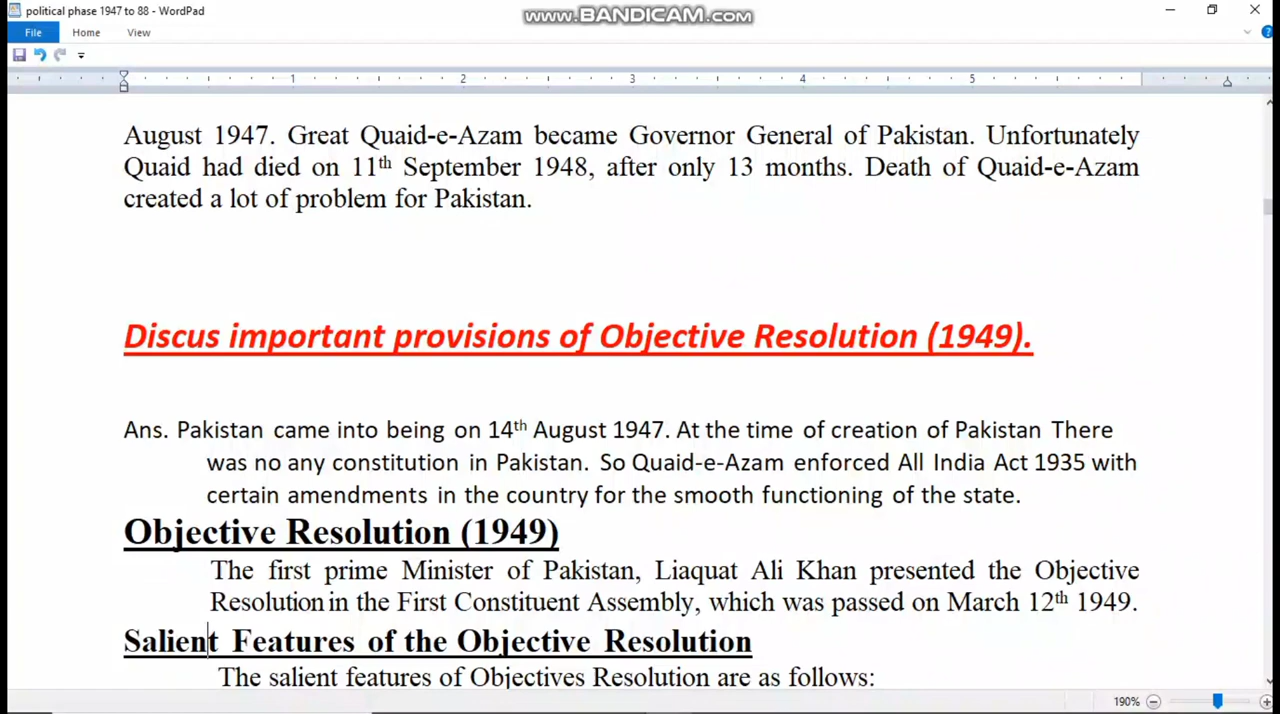 political phase 1947 to 88 - WordPad
www.BANDICAM.com
File Home View
1 2 3 4 5
August 1947. Great Quaid-e-Azam became Governor General of Pakistan. Unfortunately
Quaid had died on 11th September 1948, after only 13 months. Death of Quaid-e-Azam
created a lot of problem for Pakistan.
Discus important provisions of Objective Resolution (1949).
Ans. Pakistan came into being on 14th August 1947. At the time of creation of Pakistan There
was no any constitution in Pakistan. So Quaid-e-Azam enforced All India Act 1935 with
certain amendments in the country for the smooth functioning of the state.
Objective Resolution (1949)
The first prime Minister of Pakistan, Liaquat Ali Khan presented the Objective
Resolution in the First Constituent Assembly, which was passed on March 12th 1949.
Salient Features of the Objective Resolution
The salient features of Objectives Resolution are as follows:
190%